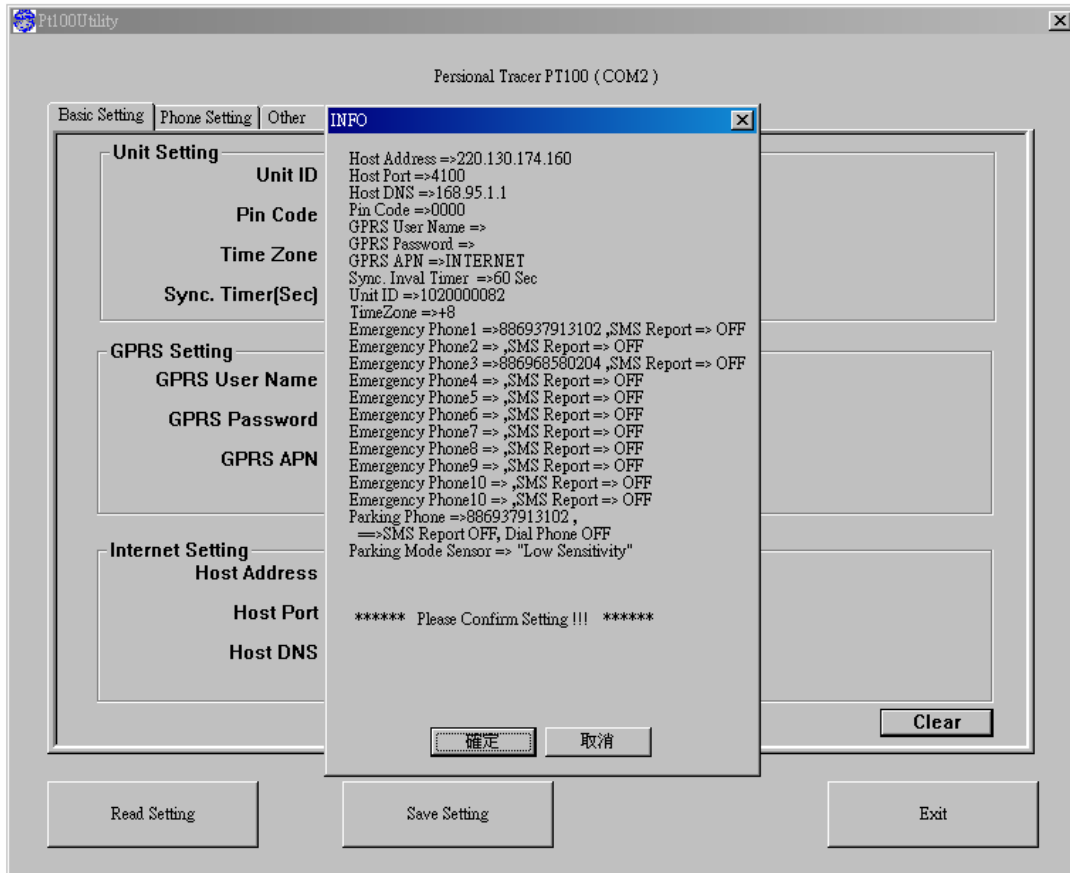 Pt100Utility
Persional Tracer PT100 ( COM2 )
Basic Setting Phone Setting Other
INFO
Unit Setting
Unit ID
Pin Code
Time Zone
Sync. Timer(Sec)
GPRS Setting
GPRS User Name
GPRS Password
GPRS APN
Internet Setting
Host Address
Host Port
Host DNS
Host Address =>220.130.174.160
Host Port =>4100
Host DNS =>168.95.1.1
Pin Code =>0000
GPRS User Name =>
GPRS Password =>
GPRS APN =>INTERNET
Sync. Inval Timer =>60 Sec
Unit ID =>1020000082
TimeZone =>+8
Emergency Phone1 =>886937913102 ,SMS Report => OFF
Emergency Phone2 => ,SMS Report => OFF
Emergency Phone3 =>886968580204 ,SMS Report => OFF
Emergency Phone4 => ,SMS Report => OFF
Emergency Phone5 => ,SMS Report => OFF
Emergency Phone6 => ,SMS Report => OFF
Emergency Phone7 => ,SMS Report => OFF
Emergency Phone8 => ,SMS Report => OFF
Emergency Phone9 => ,SMS Report => OFF
Emergency Phone10 => ,SMS Report => OFF
Emergency Phone10 => ,SMS Report => OFF
Parking Phone =>886937913102 ,
==>SMS Report OFF, Dial Phone OFF
Parking Mode Sensor => "Low Sensitivity"
****** Please Confirm Setting !!! ******
確定 取消
Clear
Read Setting Save Setting Exit